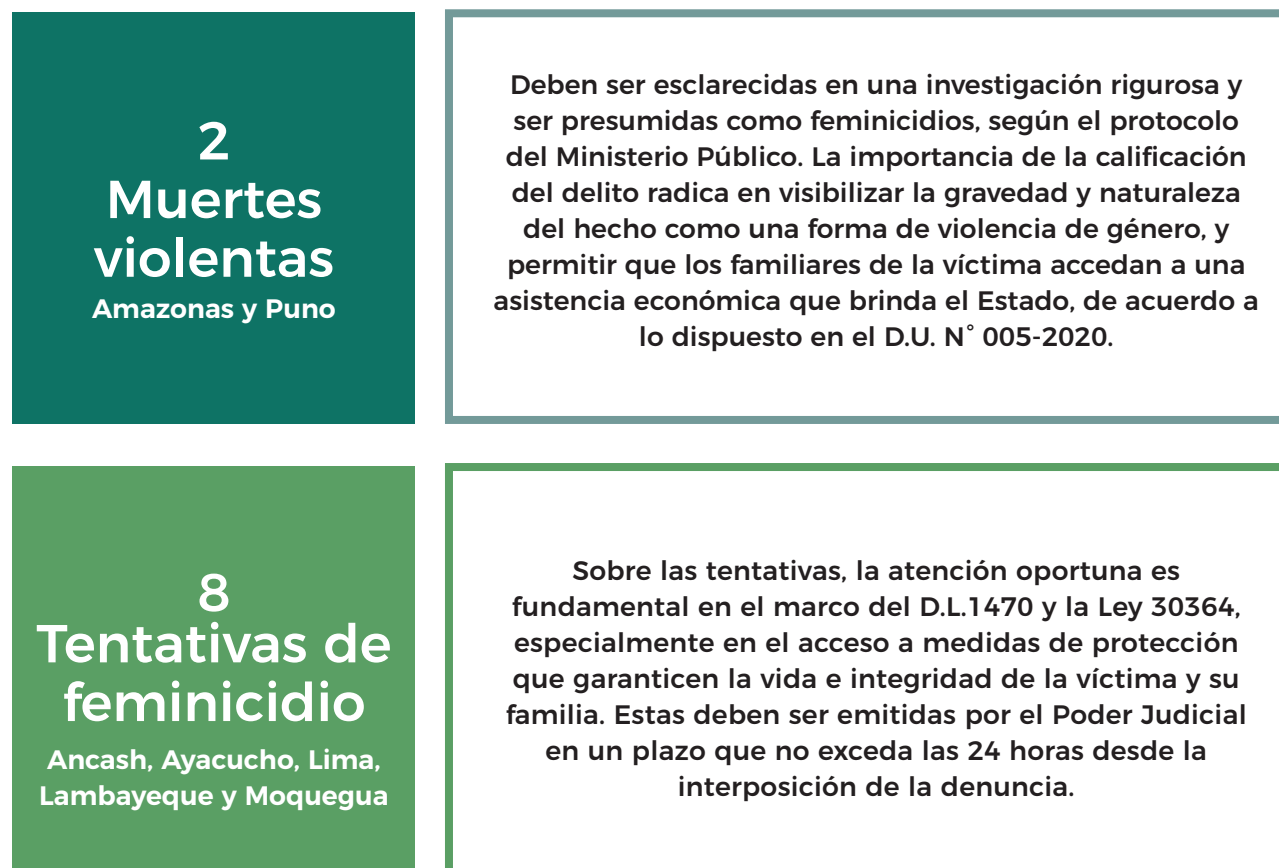 2
Muertes
violentas
Amazonas y Puno
Deben ser esclarecidas en una investigación rigurosa y
ser presumidas como feminicidios, según el protocolo
del Ministerio Público. La importancia de la calificación
del delito radica en visibilizar la gravedad y naturaleza
del hecho como una forma de violencia de género, y
permitir que los familiares de la víctima accedan a una
asistencia económica que brinda el Estado, de acuerdo a
lo dispuesto en el D.U. N° 005-2020.
8
Tentativas de
feminicidio
Ancash, Ayacucho, Lima,
Lambayeque y Moquegua
Sobre las tentativas, la atención oportuna es
fundamental en el marco del D.L.1470 y la Ley 30364,
especialmente en el acceso a medidas de protección
que garanticen la vida e integridad de la víctima y su
familia. Estas deben ser emitidas por el Poder Judicial
en un plazo que no exceda las 24 horas desde la
interposición de la denuncia.